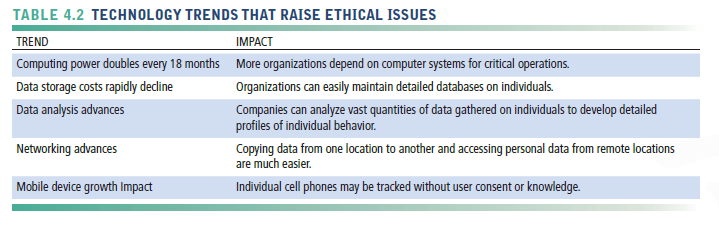 TABLE 4.2 TECHNOLOGY TRENDS THAT RAISE ETHICAL ISSUES
TREND IMPACT
Computing power doubles every 18 months More organizations depend on computer systems for critical operations.
Data storage costs rapidly decline Organizations can easily maintain detailed databases on individuals.
Data analysis advances Companies can analyze vast quantities of data gathered on individuals to develop detailed
profiles of individual behavior.
Networking advances Copying data from one location to another and accessing personal data from remote locations
are much easier.
Mobile device growth Impact Individual cell phones may be tracked without user consent or knowledge.